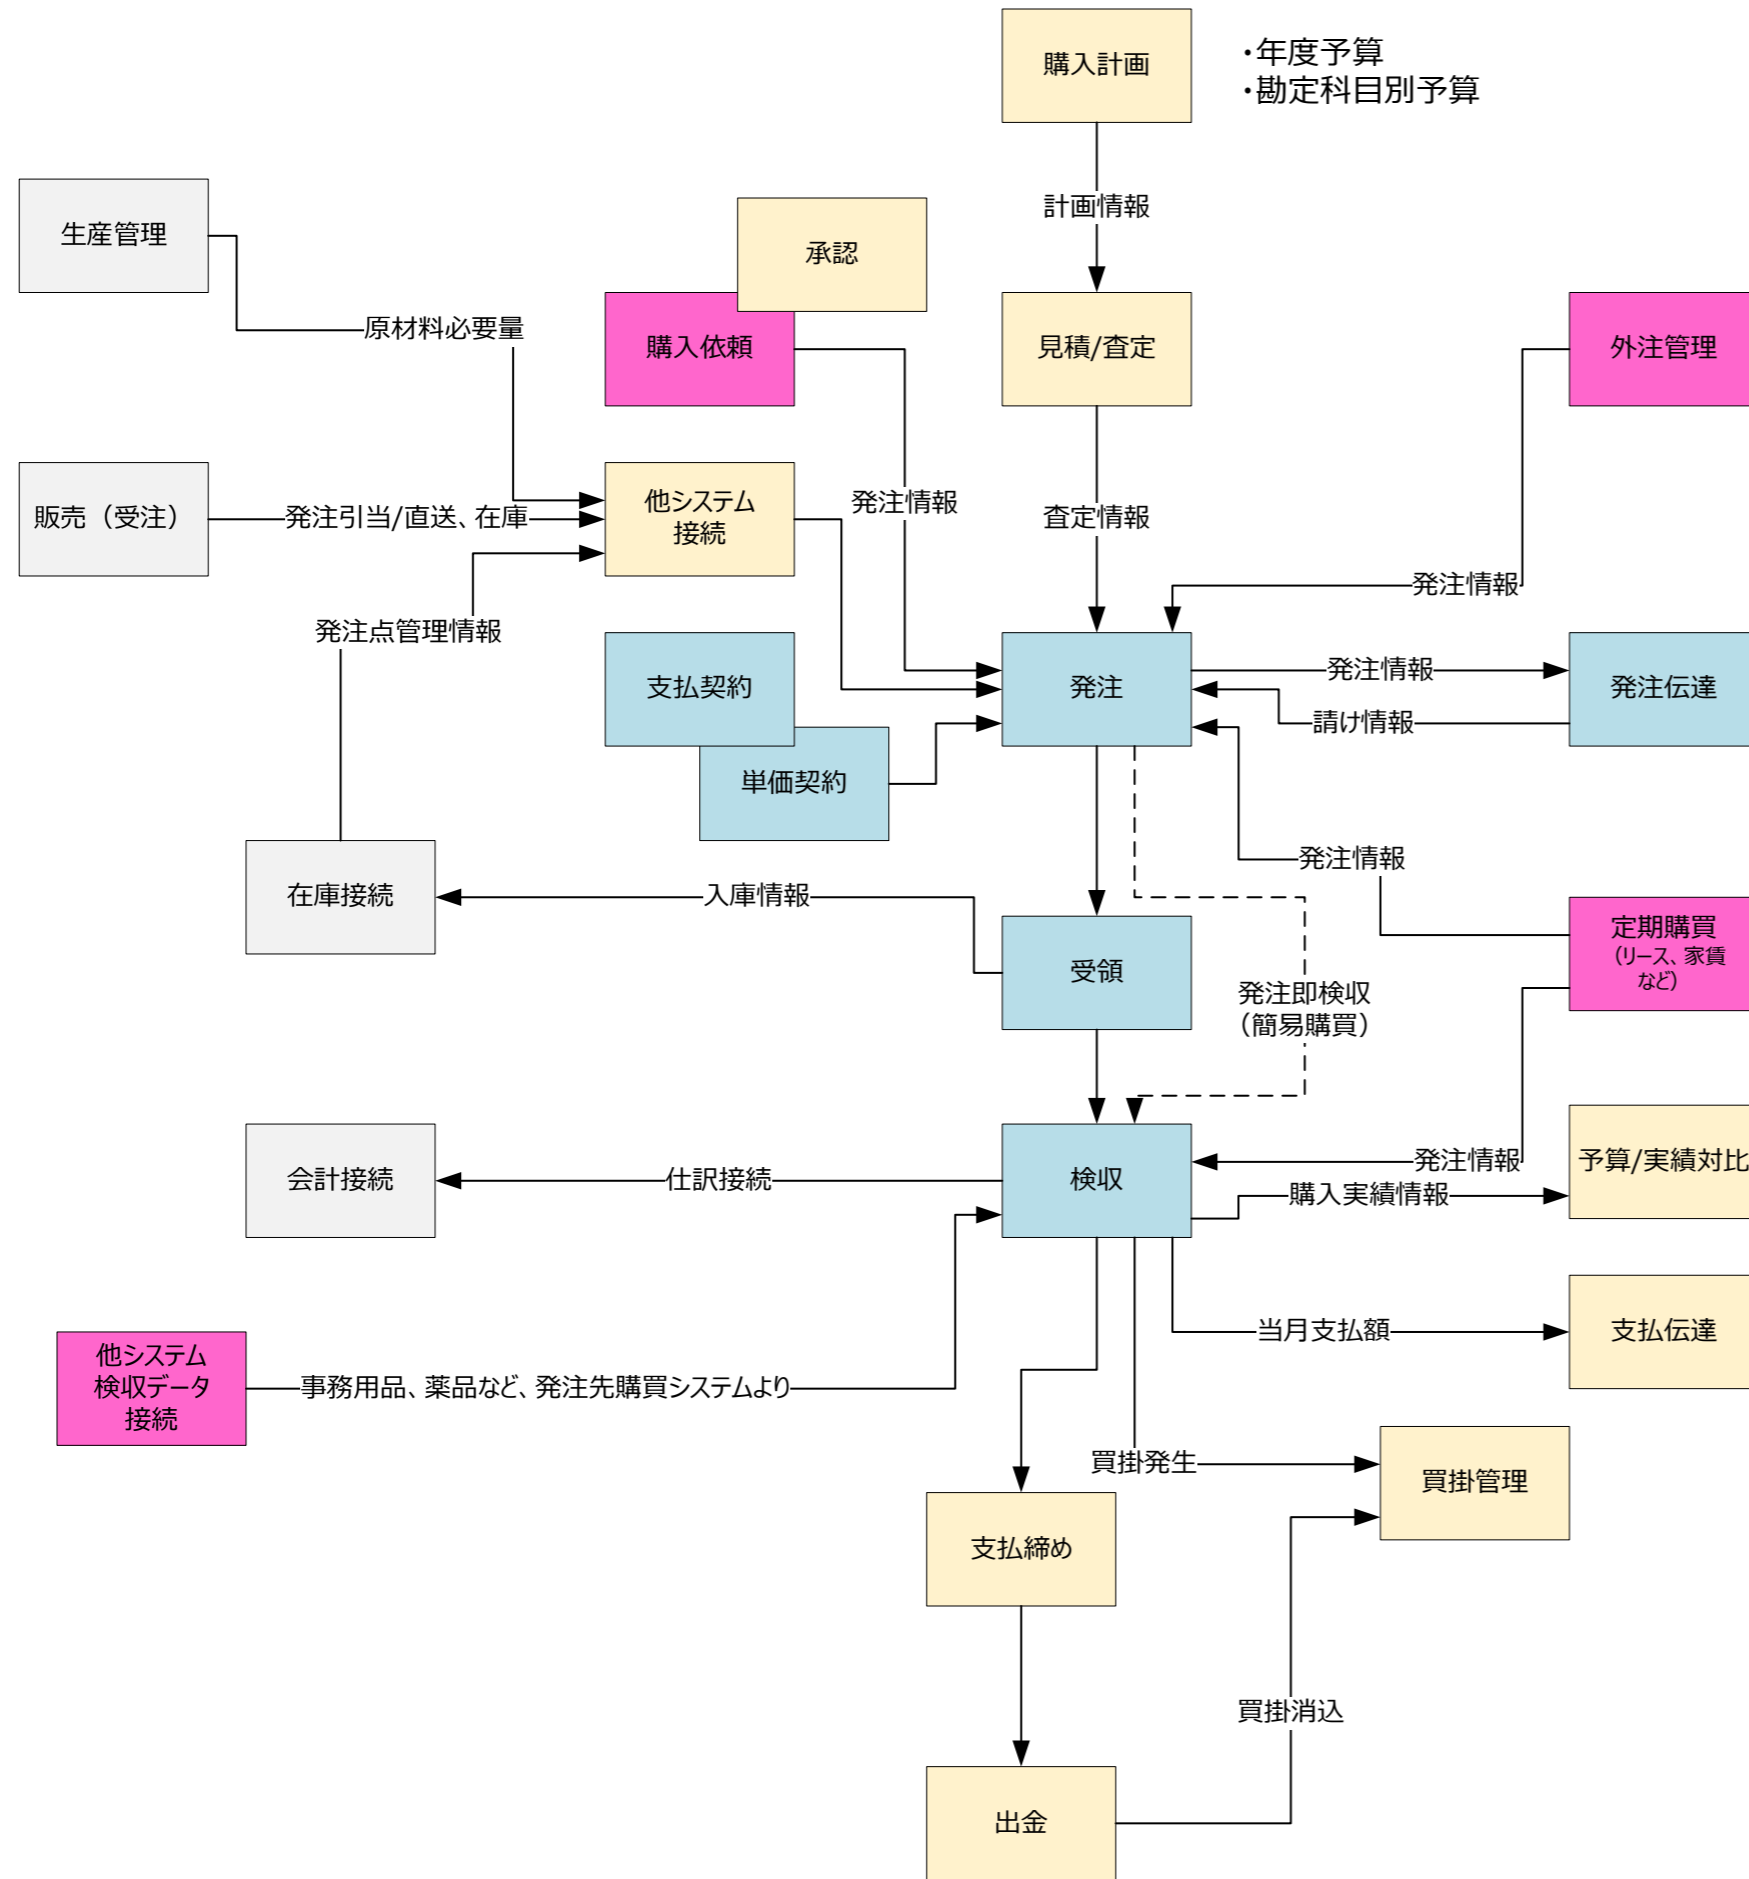 購入計画
・年度予算
・勘定科目別予算
計画情報
生産管理
承認
原材料必要量
購入依頼
見積/査定
外注管理
販売（受注）
発注引当/直送、在庫
他システム
接続
発注情報
査定情報
発注情報
発注点管理情報
支払契約
発注
発注情報
発注伝達
請け情報
単価契約
発注情報
在庫接続
入庫情報
定期購買
（リース、家賃
など）
受領
発注即検収
（簡易購買）
会計接続
仕訳接続
検収
発注情報
予算/実績対比
購入実績情報
当月支払額
支払伝達
他システム
検収データ
接続
事務用品、薬品など、発注先購買システムより
買掛発生
買掛管理
支払締め
買掛消込
出金